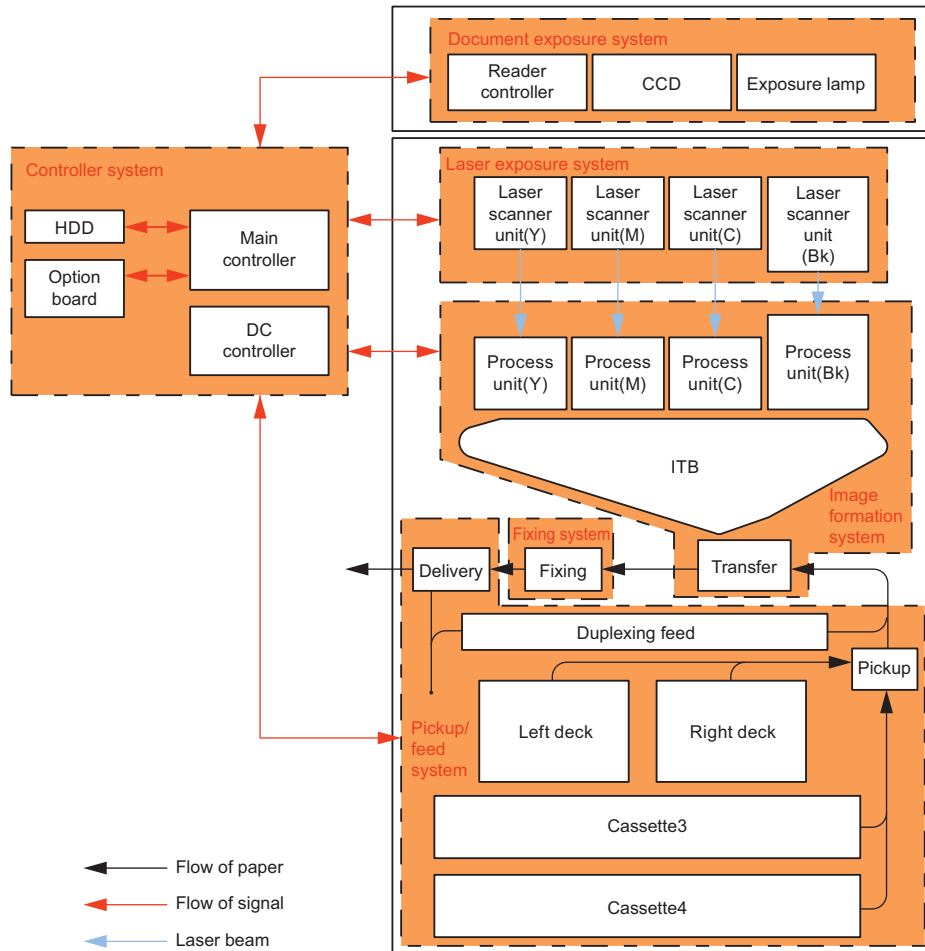 Document exposure system
Reader
controller
CCD
Exposure lamp
Controller system
HDD
Option
board
Main
controller
DC
controller
Laser exposure system
Laser
scanner
unit(Y)
Laser
scanner
unit(M)
Laser
scanner
unit(C)
Laser
scanner
unit
(Bk)
Process
unit(Y)
Process
unit(M)
Process
unit(C)
Process
unit(Bk)
ITB
Image
formation
system
Fixing system
Delivery
Fixing
Transfer
Duplexing feed
Pickup
Left deck
Right deck
Pickup/
feed
system
Cassette3
Cassette4
Flow of paper
Flow of signal
Laser beam